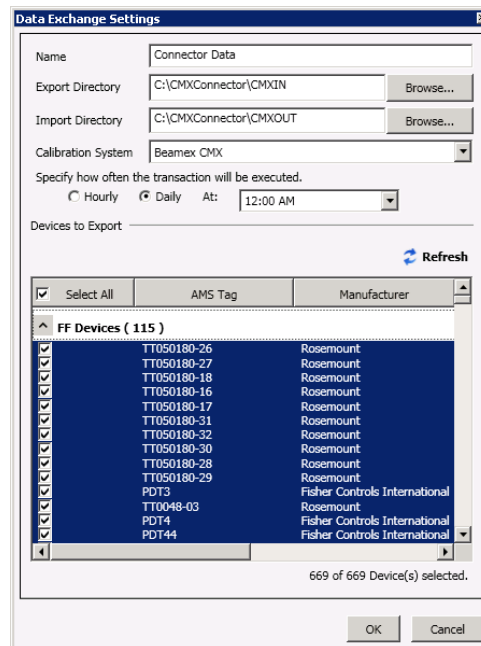 Data Exchange Settings
Name Connector Data
Export Directory C:\CMXConnector\CMXIN Browse...
Import Directory C:\CMXConnector\CMXOUT Browse...
Calibration System Beamex CMX
Specify how often the transaction will be executed.
Hourly Daily At: 12:00 AM
Devices to Export
Refresh
Select All AMS Tag Manufacturer
FF Devices ( 115 )
TT050180-26 Rosemount
TT050180-27 Rosemount
TT050180-18 Rosemount
TT050180-16 Rosemount
TT050180-17 Rosemount
TT050180-31 Rosemount
TT050180-32 Rosemount
TT050180-30 Rosemount
TT050180-28 Rosemount
TT050180-29 Rosemount
PDT3 Fisher Controls International
TT0048-03 Rosemount
PDT4 Fisher Controls International
PDT44 Fisher Controls International
669 of 669 Device(s) selected.
OK Cancel